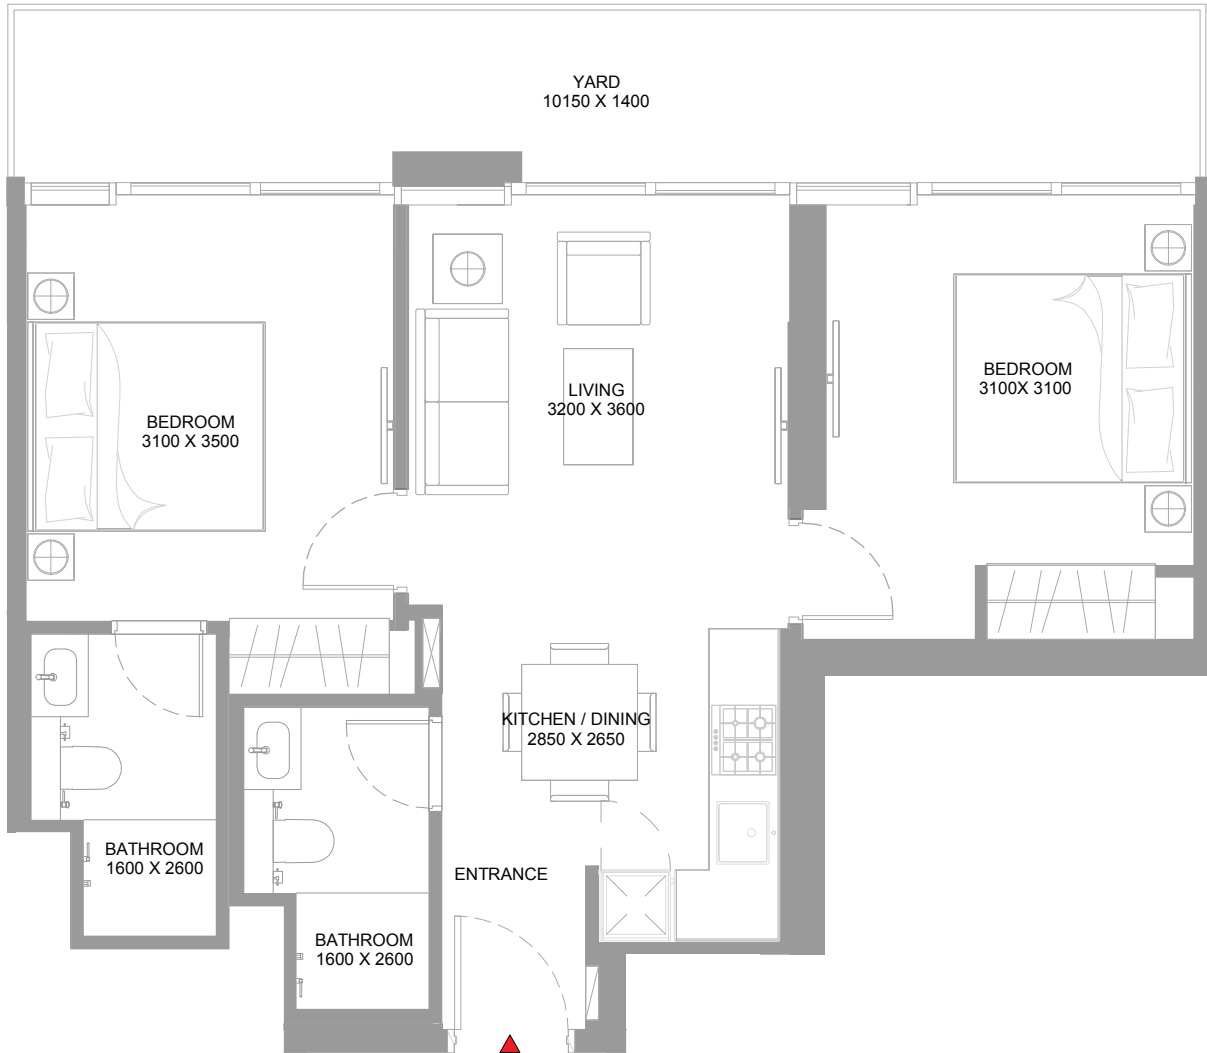 YARD
10150 X 1400
BEDROOM
3100 X 3500
LIVING
3200 X 3600
BEDROOM
3100X 3100
KITCHEN / DINING
2850 X 2650
BATHROOM
1600 X 2600
ENTRANCE
BATHROOM
1600 X 2600